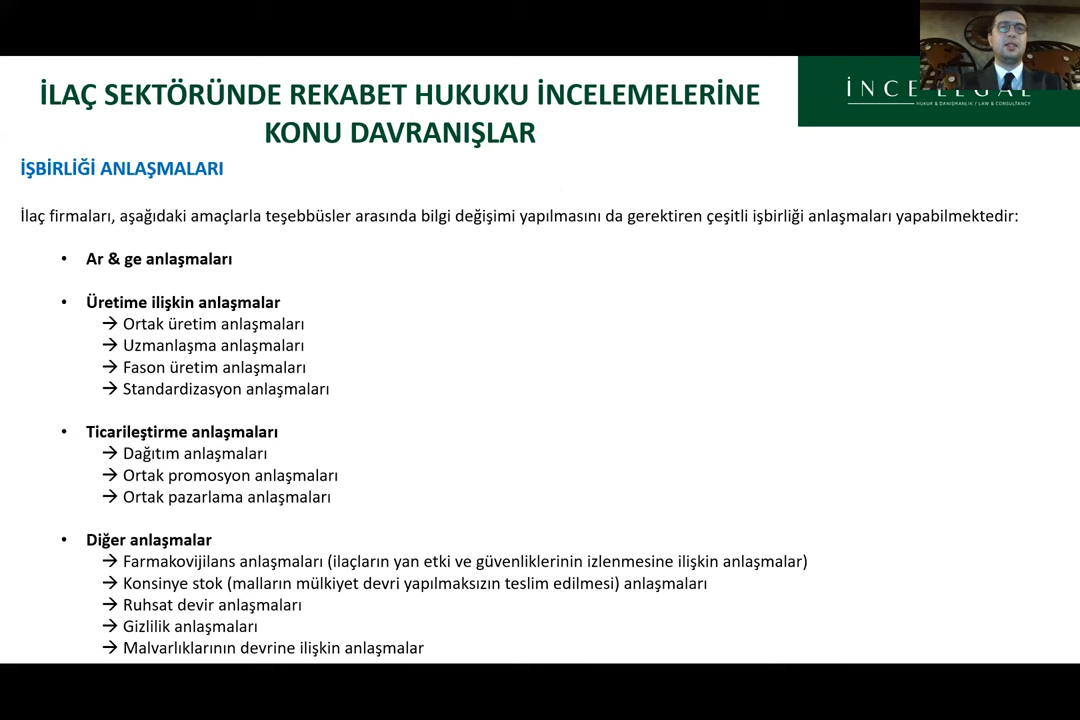 İLAÇ SEKTÖRÜNDE REKABET HUKUKU İNCELEMELERİNE
KONU DAVRANIŞLAR
İNCE LEGAL
HUKUK & DANIŞMANLIK / LAW & CONSULTANCY
İŞBİRLİĞİ ANLAŞMALARI
İlaç firmaları, aşağıdaki amaçlarla teşebbüsler arasında bilgi değişimi yapılmasını da gerektiren çeşitli işbirliği anlaşmaları yapabilmektedir:
• Ar & ge anlaşmaları
• Üretime ilişkin anlaşmalar
→ Ortak üretim anlaşmaları
→ Uzmanlaşma anlaşmaları
→ Fason üretim anlaşmaları
→ Standardizasyon anlaşmaları
• Ticarileştirme anlaşmaları
→ Dağıtım anlaşmaları
→ Ortak promosyon anlaşmaları
→ Ortak pazarlama anlaşmaları
• Diğer anlaşmalar
→ Farmakovijilans anlaşmaları (ilaçların yan etki ve güvenliklerinin izlenmesine ilişkin anlaşmalar)
→ Konsinye stok (malların mülkiyet devri yapılmaksızın teslim edilmesi) anlaşmaları
→ Ruhsat devir anlaşmaları
→ Gizlilik anlaşmaları
→ Malvarlıklarının devrine ilişkin anlaşmalar